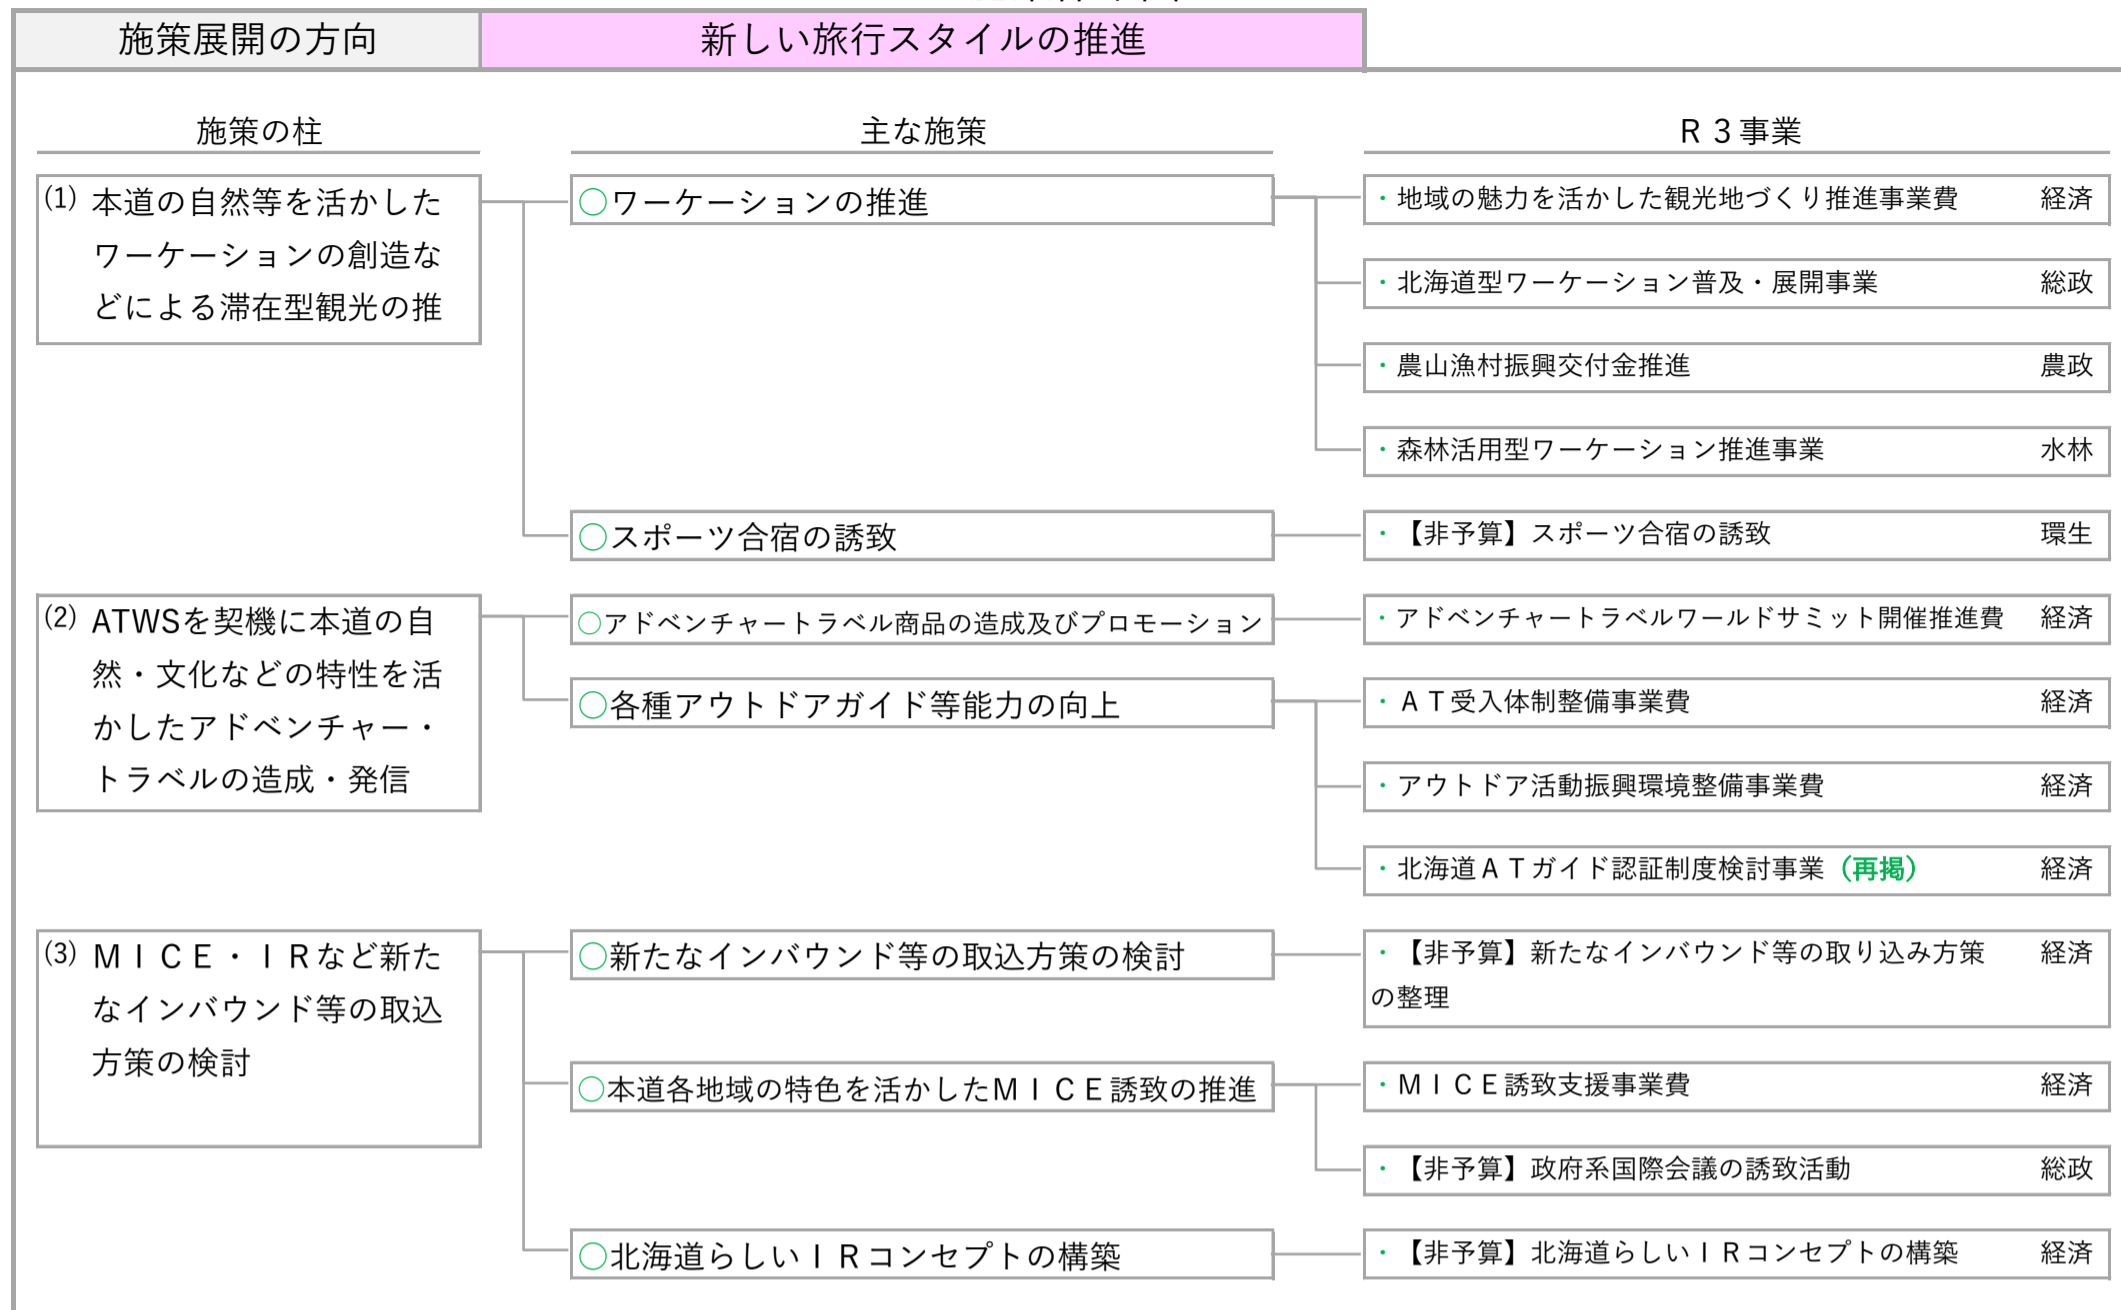 施策展開の方向
新しい旅行スタイルの推進
施策の柱
主な施策
Ｒ３事業
(1) 本道の自然等を活かした
ワーケーションの創造な
どによる滞在型観光の推
○ワーケーションの推進
・地域の魅力を活かした観光地づくり推進事業費 経済
・北海道型ワーケーション普及・展開事業 総政
・農山漁村振興交付金推進 農政
・森林活用型ワーケーション推進事業 水林
○スポーツ合宿の誘致
・【非予算】スポーツ合宿の誘致 環生
(2) ATWSを契機に本道の自
然・文化などの特性を活
かしたアドベンチャー・
トラベルの造成・発信
○アドベンチャートラベル商品の造成及びプロモーション
・アドベンチャートラベルワールドサミット開催推進費 経済
○各種アウトドアガイド等能力の向上
・ＡＴ受入体制整備事業費 経済
・アウトドア活動振興環境整備事業費 経済
・北海道ＡＴガイド認証制度検討事業（再掲） 経済
(3) ＭＩＣＥ・ＩＲなど新た
なインバウンド等の取込
方策の検討
○新たなインバウンド等の取込方策の検討
・【非予算】新たなインバウンド等の取り込み方策 経済
の整理
○本道各地域の特色を活かしたＭＩＣＥ誘致の推進
・ＭＩＣＥ誘致支援事業費 経済
・【非予算】政府系国際会議の誘致活動 総政
○北海道らしいＩＲコンセプトの構築
・【非予算】北海道らしいＩＲコンセプトの構築 経済